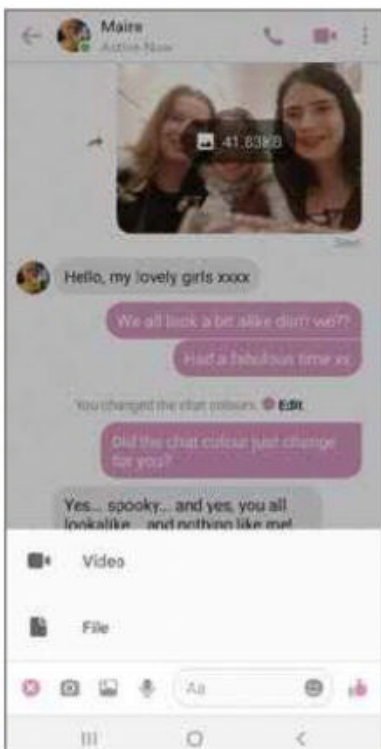 Maire
Active Now
41.83KB
Sent
Hello, my lovely girls xxxx
We all look a bit alike don't we??
Had a fabulous time xx
You changed the chat colours. Edit
Did the chat colour just change
for you?
Yes... spooky... and yes, you all
lookalike... and nothing like me!
Video
File
Aa